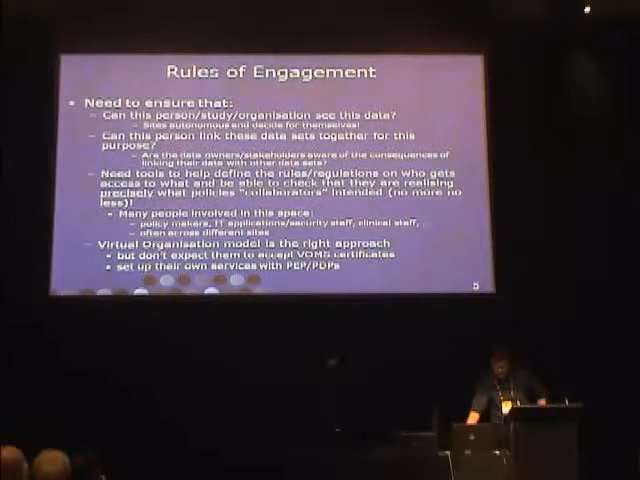 Rules of Engagement
• Need to ensure that:
– Can this person/study/organisation see this data?
– Sites autonomous and decide for themselves!
– Can this person link these data sets together for this
purpose?
– Are the data owners/stakeholders aware of the consequences of
linking their data with other data sets?
– Need tools to help define the rules/regulations on who gets
access to what and be able to check that they are realising
precisely what policies "collaborators" intended (no more no
less)!
• Many people involved in this space:
– policy makers, IT applications/security staff, clinical staff, ...
– often across different sites
– Virtual Organisation model is the right approach
• but don't expect them to accept VOMS certificates
• set up their own services with PEP/PDPs
5